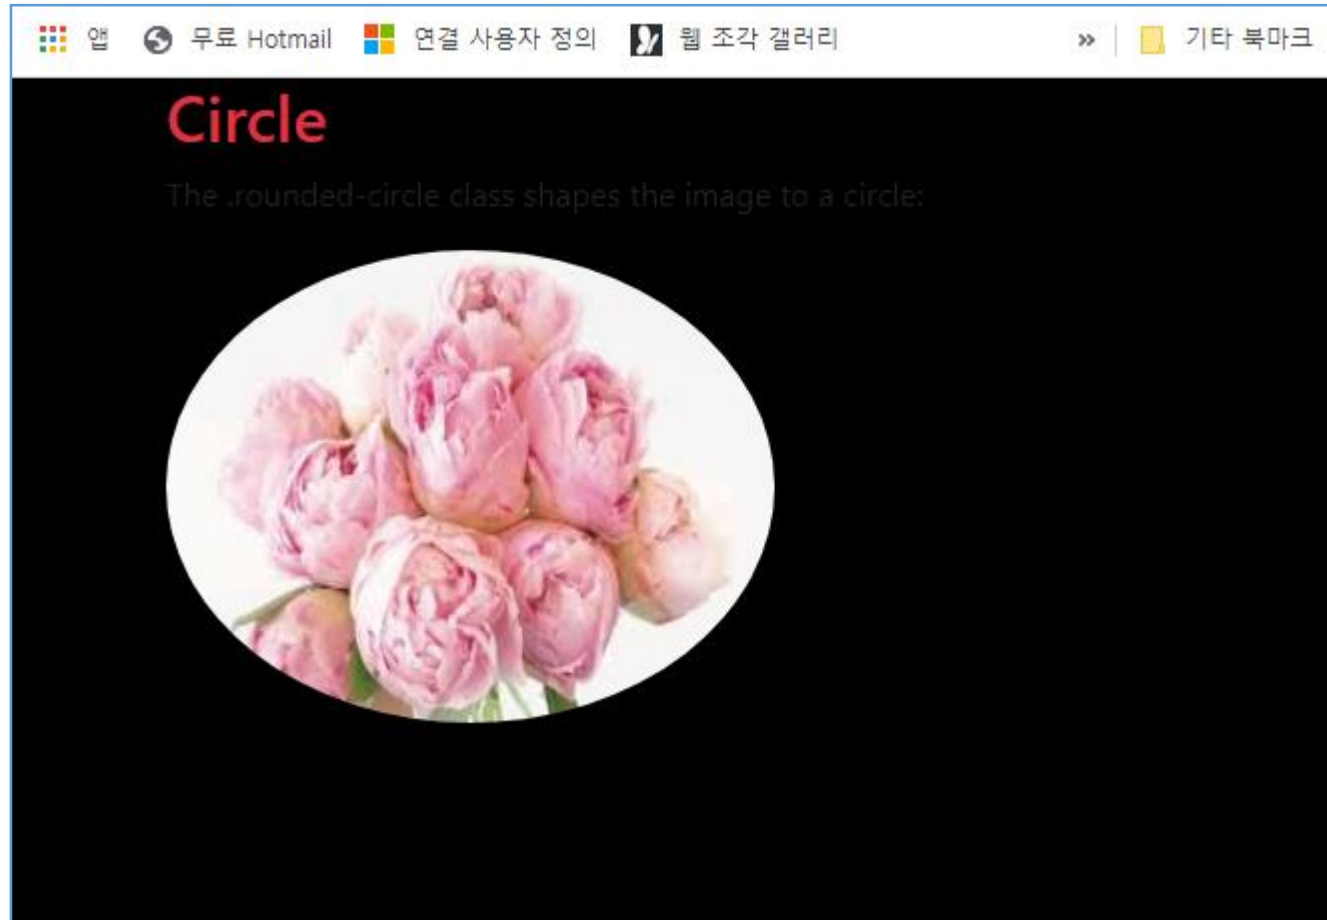 앱 무료 Hotmail 연결 사용자 정의 웹 조각 갤러리 » 기타 북마크
Circle
The .rounded-circle class shapes the image to a circle: